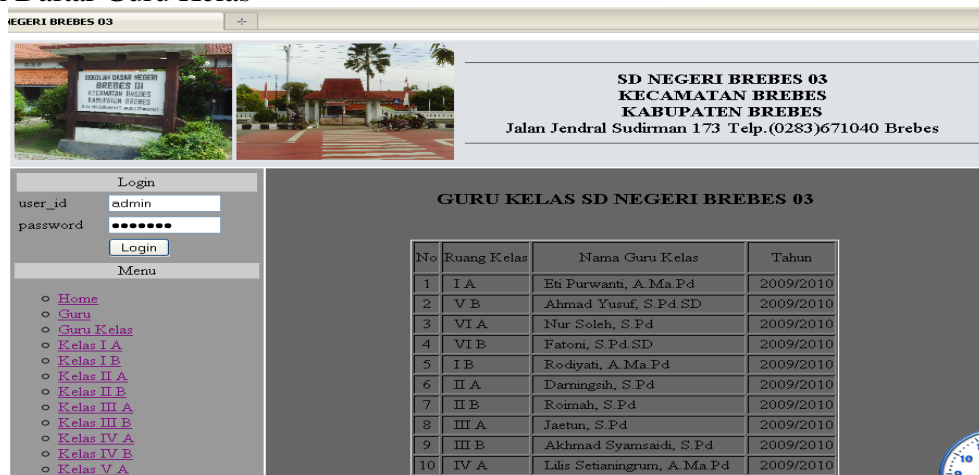 Daftar Guru Kelas
NEGERI BREBES 03
SEKOLAH DASAR NEGERI
BREBES III
KECAMATAN BREBES
KABUPATEN BREBES
SD NEGERI BREBES 03
KECAMATAN BREBES
KABUPATEN BREBES
Jalan Jendral Sudirman 173 Telp.(0283)671040 Brebes
Login
user_id admin
password •••••••
Login
Menu
Home
Guru
Guru Kelas
Kelas I A
Kelas I B
Kelas II A
Kelas II B
Kelas III A
Kelas III B
Kelas IV A
Kelas IV B
Kelas V A
GURU KELAS SD NEGERI BREBES 03
No Ruang Kelas Nama Guru Kelas Tahun
1 I A Eti Purwanti, A.Ma.Pd 2009/2010
2 V B Ahmad Yusuf, S.Pd.SD 2009/2010
3 VI A Nur Soleh, S.Pd 2009/2010
4 VI B Fatoni, S.Pd.SD 2009/2010
5 I B Rodiyati, A.Ma.Pd 2009/2010
6 II A Darningsih, S.Pd 2009/2010
7 II B Roimah, S.Pd 2009/2010
8 III A Jaetun, S.Pd 2009/2010
9 III B Akhmad Syamsaidi, S.Pd 2009/2010
10 IV A Lilis Setianingrum, A.Ma.Pd 2009/2010
10